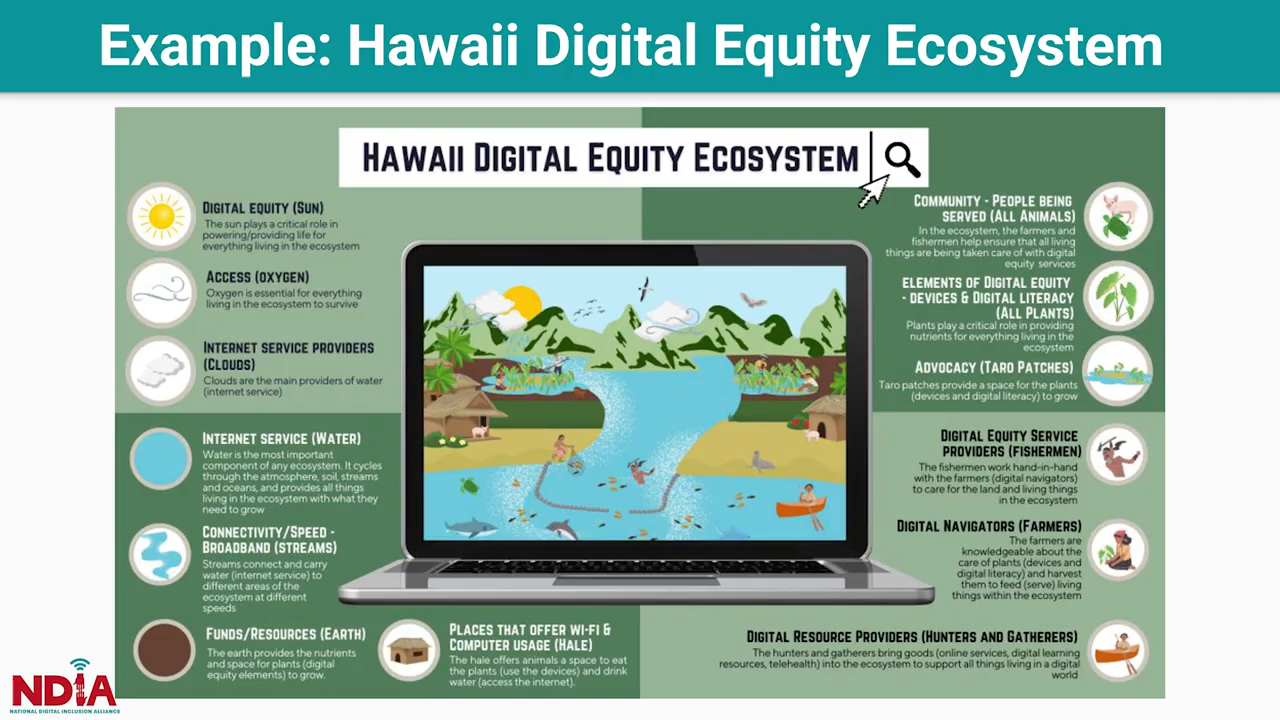 Example: Hawaii Digital Equity Ecosystem
HAWAII DIGITAL EQUITY ECOSYSTEM
DIGITAL EQUITY (SUN)
The sun plays a critical role in
powering/providing life for
everything living in the ecosystem
ACCESS (OXYGEN)
Oxygen is essential for everything
living in the ecosystem to survive
INTERNET SERVICE PROVIDERS
(CLOUDS)
Clouds are the main providers of water
(internet service)
INTERNET SERVICE (WATER)
Water is the most important
component of any ecosystem. It cycles
through the atmosphere, soil, streams
and oceans, and provides all things
living in the ecosystem with what they
need to grow
CONNECTIVITY/SPEED -
BROADBAND (STREAMS)
Streams connect and carry
water (internet service) to
different areas of the
ecosystem at different
speeds
FUNDS/RESOURCES (EARTH)
The earth provides the nutrients
and space for plants (digital
equity elements) to grow.
PLACES THAT OFFER WI-FI &
COMPUTER USAGE (HALE)
The hale offers animals a space to eat
the plants (use the devices) and drink
water (access the internet).
COMMUNITY - PEOPLE BEING
SERVED (ALL ANIMALS)
In the ecosystem, the farmers and
fishermen help ensure that all living
things are being taken care of with digital
equity services
ELEMENTS OF DIGITAL EQUITY
- DEVICES & DIGITAL LITERACY
(ALL PLANTS)
Plants play a critical role in providing
nutrients for everything living in the
ecosystem
ADVOCACY (TARO PATCHES)
Taro patches provide a space for the plants
(devices and digital literacy) to grow
DIGITAL EQUITY SERVICE
PROVIDERS (FISHERMEN)
The fishermen work hand-in-hand
with the farmers (digital navigators)
to care for the land and living things
in the ecosystem
DIGITAL NAVIGATORS (FARMERS)
The farmers are
knowledgeable about the
care of plants (devices and
digital literacy) and harvest
them to feed (serve) living
things within the ecosystem
DIGITAL RESOURCE PROVIDERS (HUNTERS AND GATHERERS)
The hunters and gatherers bring goods (online services, digital learning
resources, telehealth) into the ecosystem to support all things living in a digital
world
NDIA
NATIONAL DIGITAL INCLUSION ALLIANCE